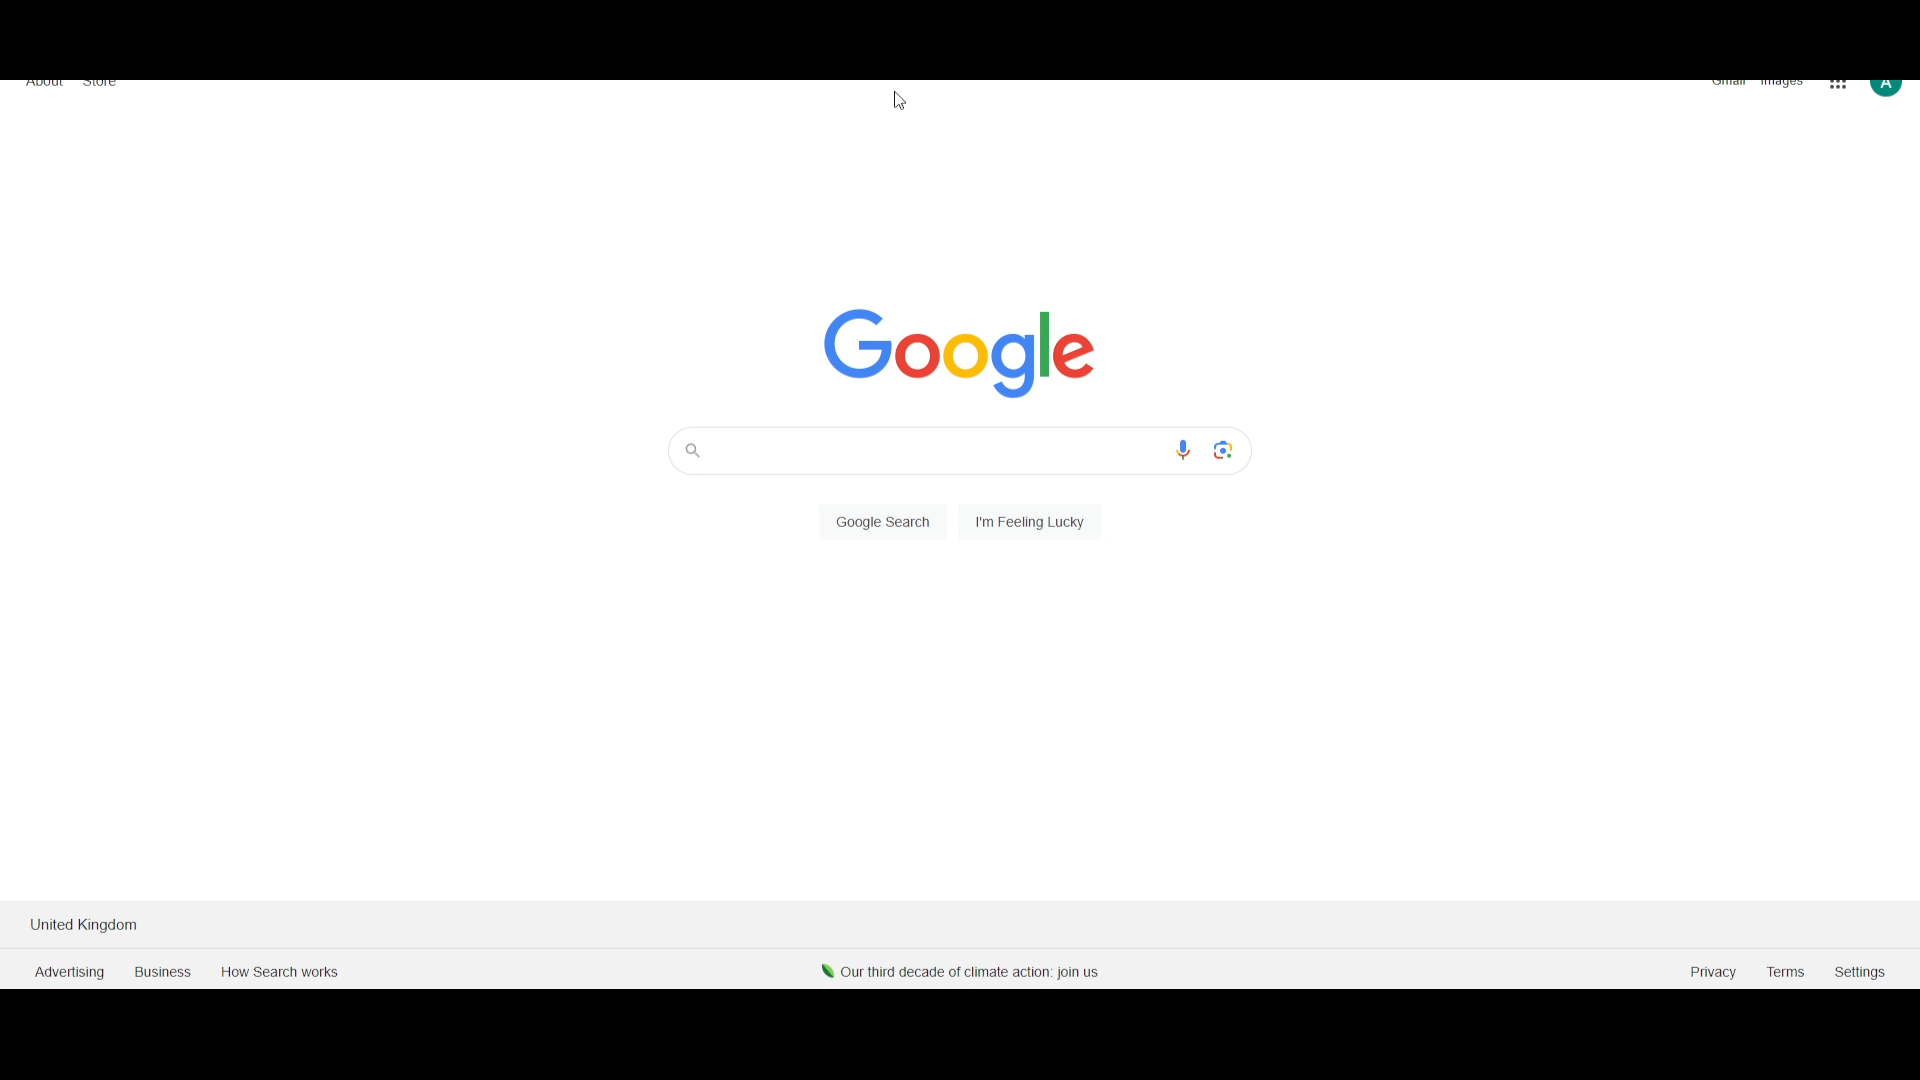 About Store
Gmail Images
A
Google
Google Search I'm Feeling Lucky
United Kingdom
Advertising Business How Search works
Our third decade of climate action: join us
Privacy Terms Settings